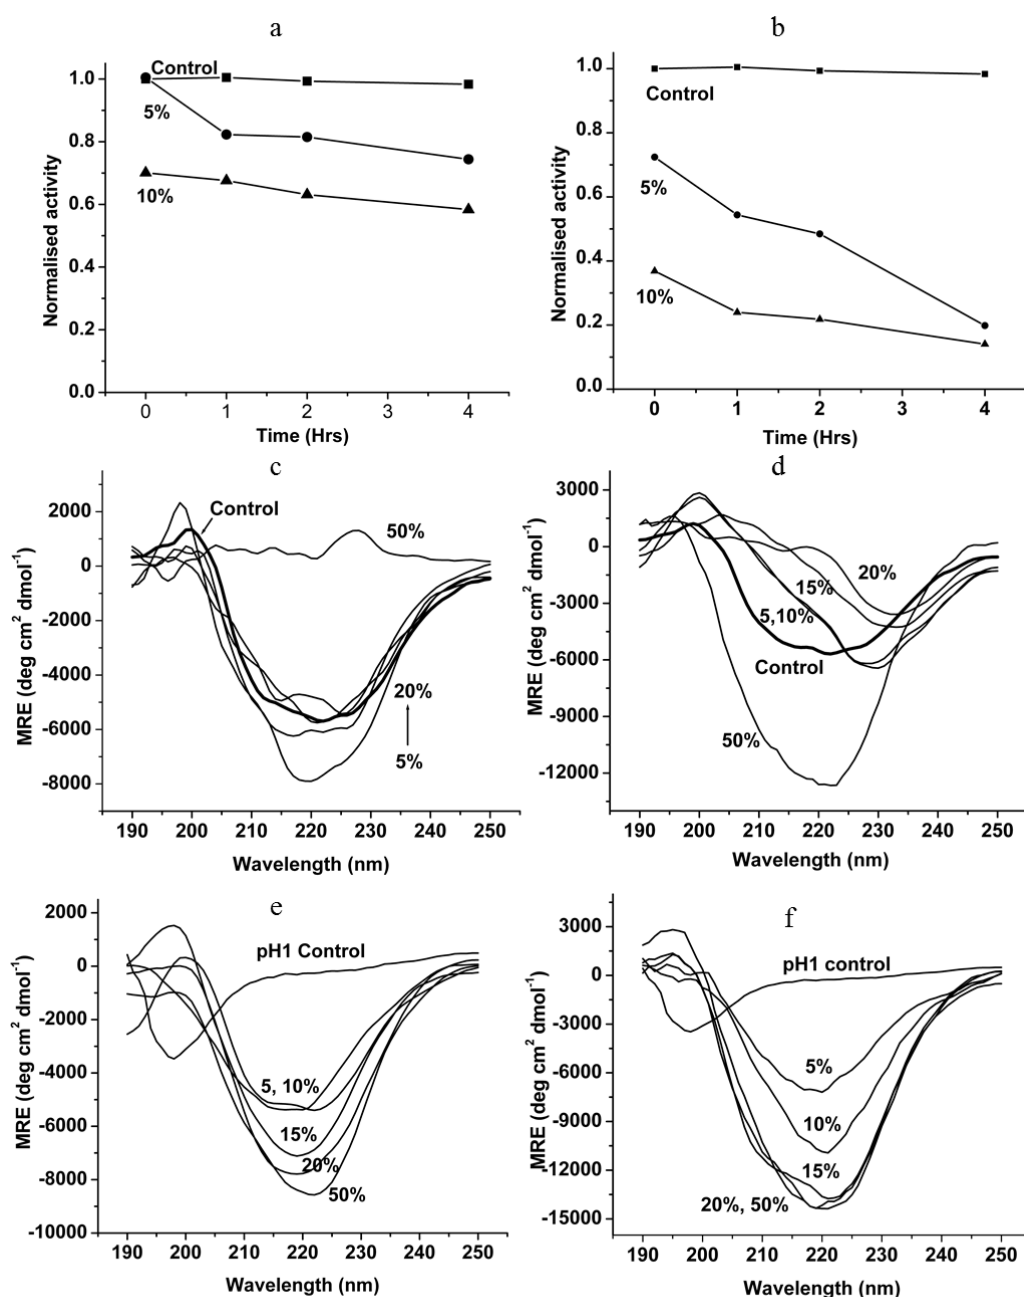 a
Control
5%
10%
1.0
0.8
0.6
0.4
0.2
0.0
Normalised activity
0 1 2 3 4
Time (Hrs)
b
Control
5%
10%
1.0
0.8
0.6
0.4
0.2
0.0
Normalised activity
0 1 2 3 4
Time (Hrs)
c
Control
50%
20%
5%
2000
0
-2000
-4000
-6000
-8000
MRE (deg cm² dmol⁻¹)
190 200 210 220 230 240 250
Wavelength (nm)
d
20%
15%
5,10%
Control
50%
3000
0
-3000
-6000
-9000
-12000
MRE (deg cm² dmol⁻¹)
190 200 210 220 230 240 250
Wavelength (nm)
e
pH1 Control
5, 10%
15%
20%
50%
2000
0
-2000
-4000
-6000
-8000
-10000
MRE (deg cm² dmol⁻¹)
190 200 210 220 230 240 250
Wavelength (nm)
f
pH1 control
5%
10%
15%
20%, 50%
3000
0
-3000
-6000
-9000
-12000
-15000
MRE (deg cm² dmol⁻¹)
190 200 210 220 230 240 250
Wavelength (nm)